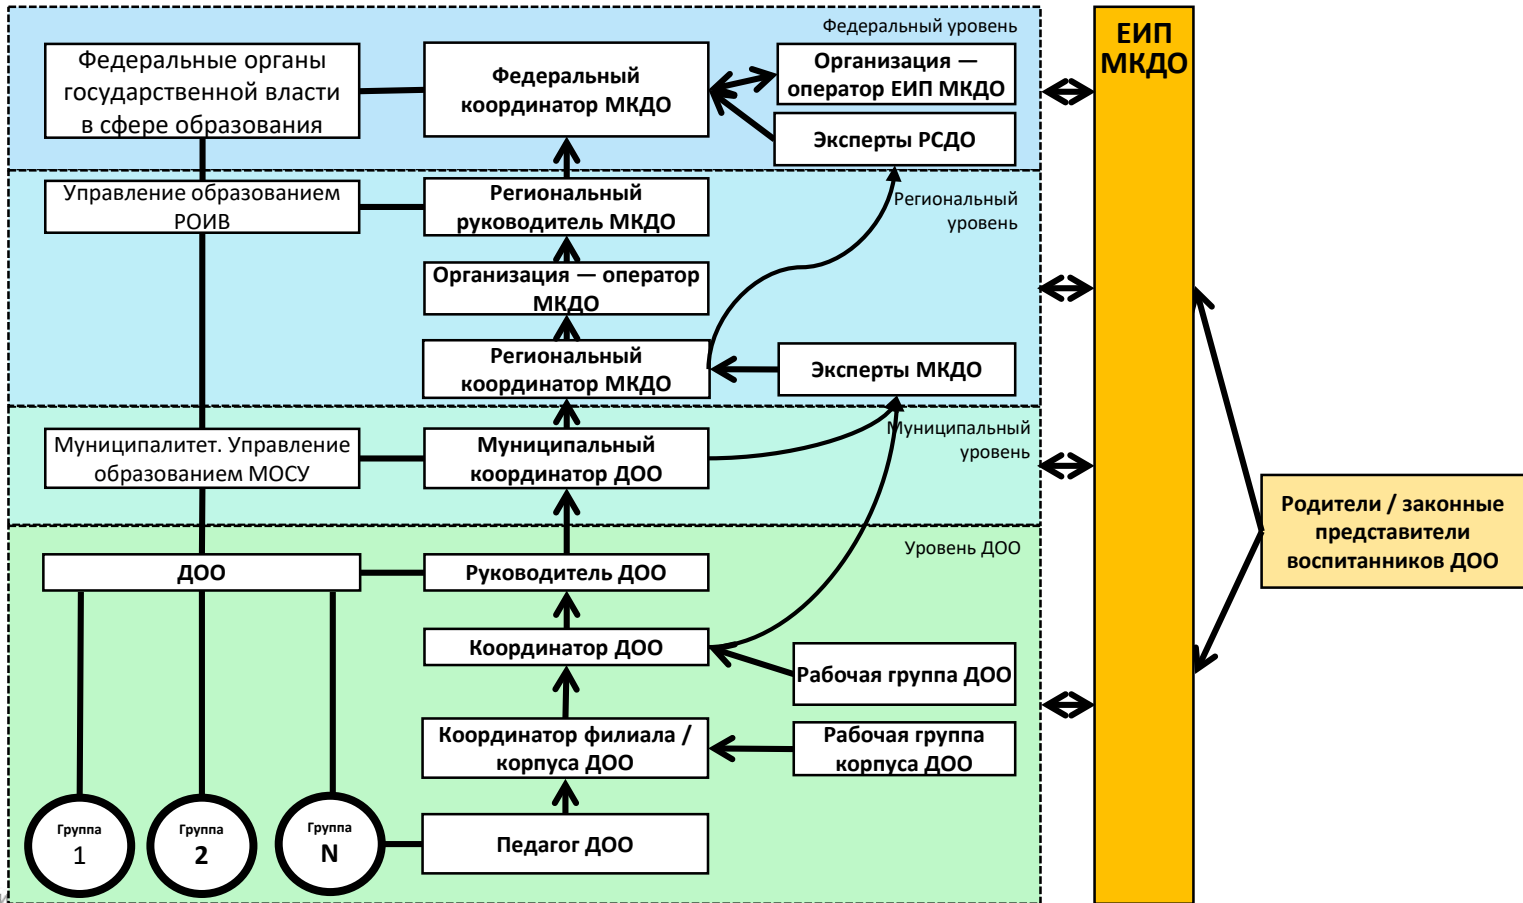 Федеральный уровень
ЕИП
МКДО
Федеральные органы
государственной власти
в сфере образования
Федеральный
координатор МКДО
Организация —
оператор ЕИП МКДО
Эксперты РСДО
Управление образованием
РОИВ
Региональный
руководитель МКДО
Региональный
уровень
Организация — оператор
МКДО
Региональный
координатор МКДО
Эксперты МКДО
Муниципалитет. Управление
образованием МОСУ
Муниципальный
координатор ДОО
Муниципальный
уровень
Родители / законные
представители
воспитанников ДОО
Уровень ДОО
ДОО
Руководитель ДОО
Координатор ДОО
Рабочая группа ДОО
Координатор филиала /
корпуса ДОО
Рабочая группа
корпуса ДОО
Группа
1
Группа
2
Группа
N
Педагог ДОО